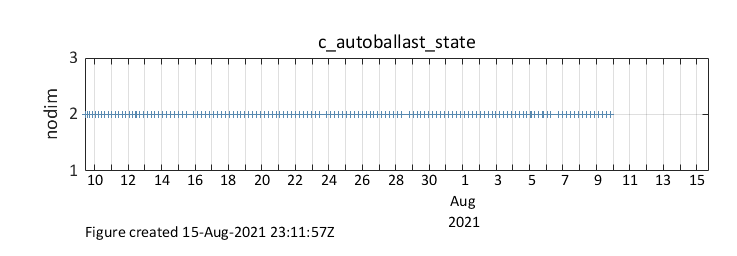 c_autoballast_state
nodim
3
2
1
10 12 14 16 18 20 22 24 26 28 30 1 3 5 7 9 11 13 15
Aug
2021
Figure created 15-Aug-2021 23:11:57Z